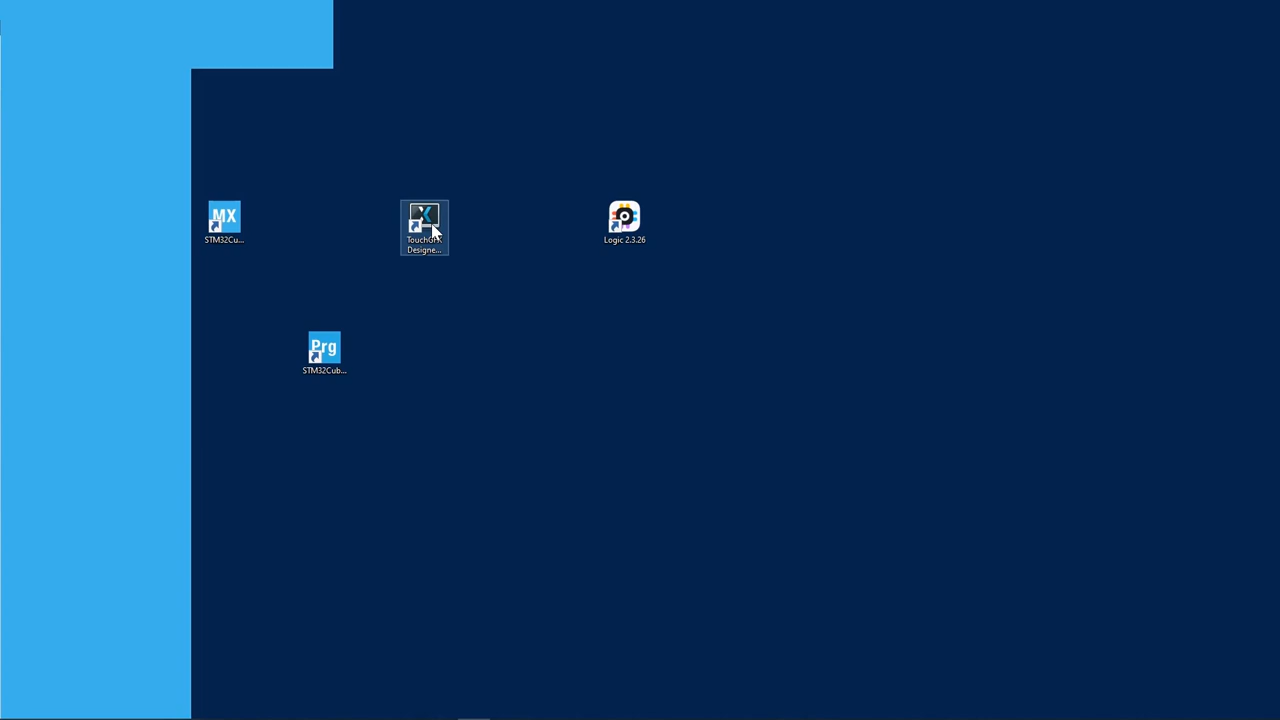 MX
STM32Cu...
TouchGFX
Designe...
Logic 2.3.26
Prg
STM32Cub...